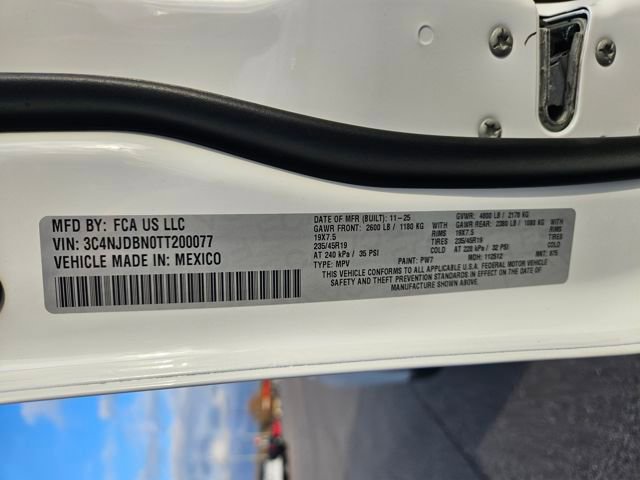 MFD BY: FCA US LLC
VIN: 3C4NJDBN0TT200077
VEHICLE MADE IN: MEXICO
DATE OF MFR (BUILT): 11-25 GVWR: 4800 LB / 2178 KG
GAWR FRONT: 2600 LB / 1180 KG WITH GAWR REAR: 2380 LB / 1080 KG WITH
19X7.5 RIMS 19X7.5 RIMS
235/45R19 TIRES 235/45R19 TIRES
AT 240 kPa / 35 PSI AT 220 kPa / 32 PSI
TYPE: MPV PAINT: PW7 MDH: 112512 MNT: 875
THIS VEHICLE CONFORMS TO ALL APPLICABLE U.S.A. FEDERAL MOTOR VEHICLE
SAFETY AND THEFT PREVENTION STANDARDS IN EFFECT ON THE DATE OF
MANUFACTURE SHOWN ABOVE.